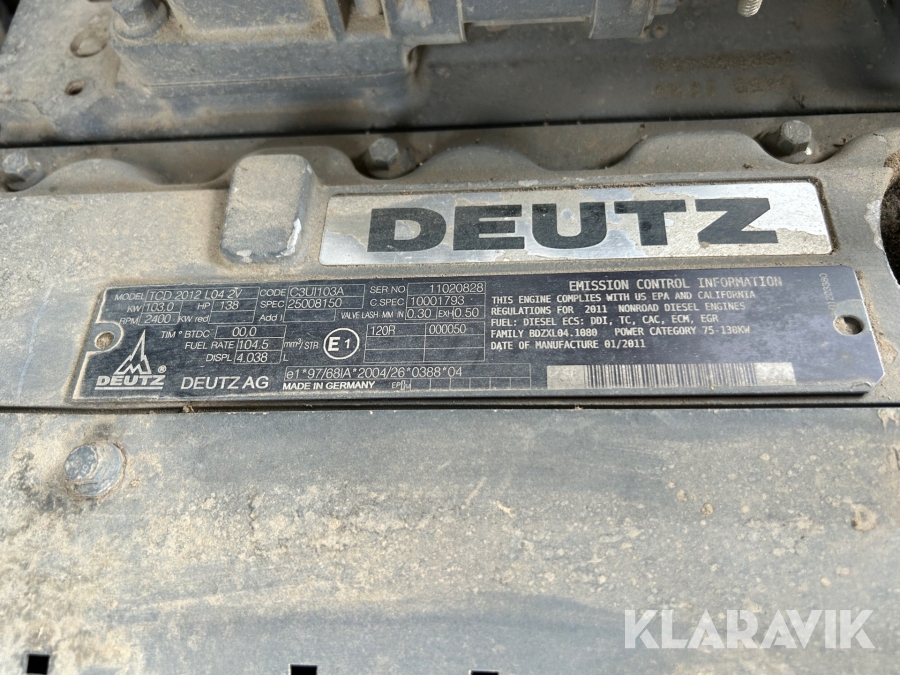 DEUTZ
MODEL TCD 2012 L04 2V CODE C3UI103A SER NO 11020828
KW 103.0 HP 138 SPEC 25008150 C.SPEC 10001793
RPM 2400 KW red Add I VALVE LASH MM IN 0.30 EXH 0.50
TIM ° BTDC 00,0 120R 000050
FUEL RATE 104.5 mm³/STR E1
DISPL 4.038 L
DEUTZ DEUTZ AG
e1*97/68IA*2004/26*0388*04
MADE IN GERMANY
EMISSION CONTROL INFORMATION
THIS ENGINE COMPLIES WITH US EPA AND CALIFORNIA
REGULATIONS FOR 2011 NONROAD DIESEL ENGINES
FUEL: DIESEL ECS: DDI, TC, CAC, ECM, EGR
FAMILY BDZXL04.1080 POWER CATEGORY 75-130KW
DATE OF MANUFACTURE 01/2011
KLARAVIK